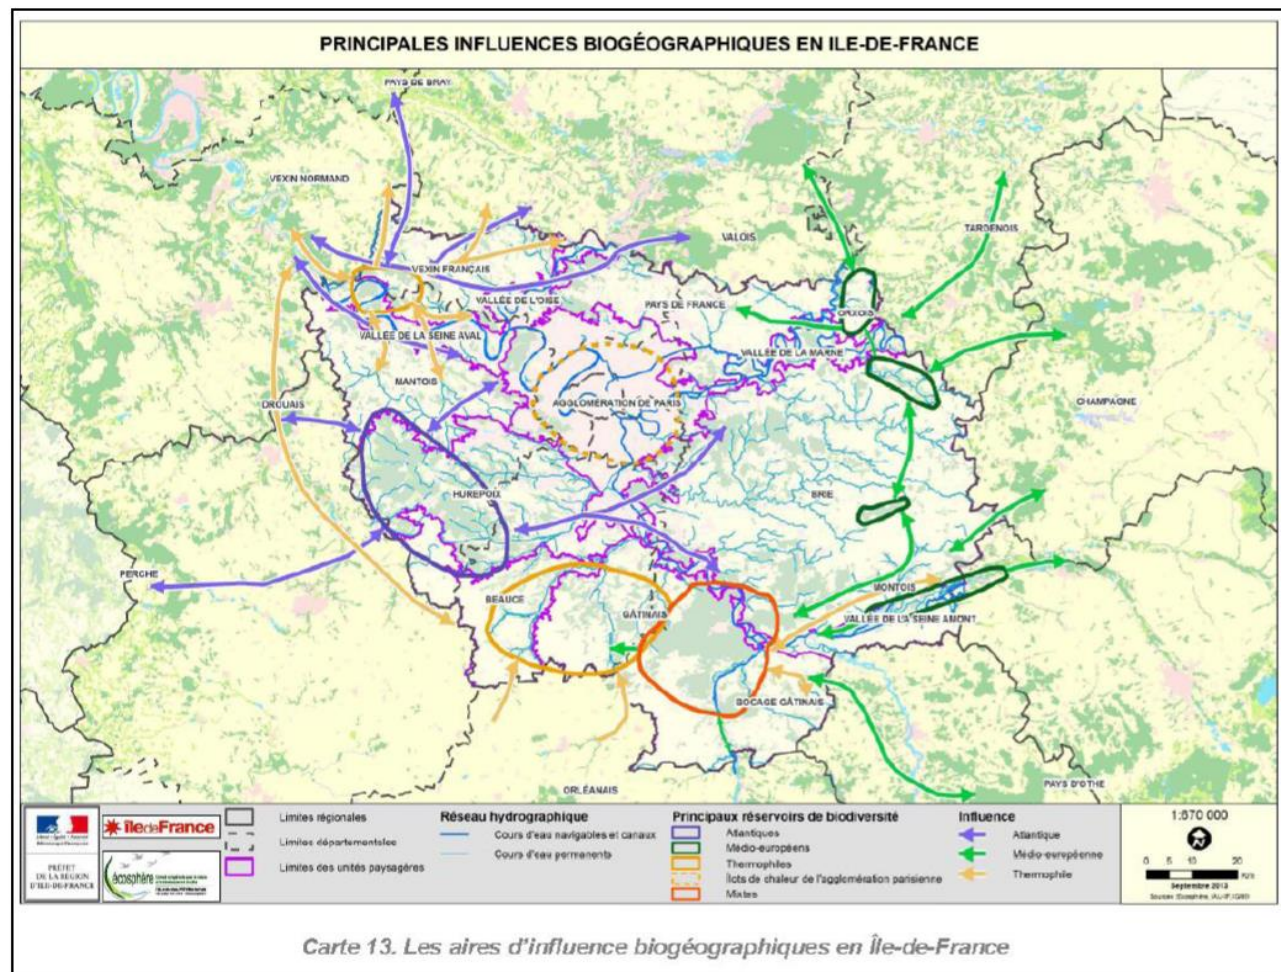 PRINCIPALES INFLUENCES BIOGÉOGRAPHIQUES EN ILE-DE-FRANCE
PAYS DE BRAY
VEXIN NORMAND
VALOIS
TARDENOIS
VEXIN FRANÇAIS
VALLÉE DE L'OISE
PAYS DE FRANCE
ORXOIS
VALLÉE DE LA SEINE AVAL
VALLÉE DE LA MARNE
MANTOIS
DROUAIS
AGGLOMÉRATION DE PARIS
CHAMPAGNE
HUREPOIX
BRIE
PERCHE
BEAUCE
GÂTINAIS
MONTOIS
VALLÉE DE LA SEINE AMONT
BOCAGE GÂTINAIS
ORLÉANAIS
PAYS D'OTHE
PRÉFET
DE LA RÉGION
D'ILE-DE-FRANCE
îledeFrance
écosphère
Limites régionales
Limites départementales
Limites des unités paysagères
Réseau hydrographique
Cours d'eau navigables et canaux
Cours d'eau permanents
Principaux réservoirs de biodiversité
Atlantiques
Médio-européens
Thermophiles
Îlots de chaleur de l'agglomération parisienne
Mixtes
Influence
Atlantique
Médio-européenne
Thermophile
1:670 000
0 5 10 20
Km
Septembre 2013
Carte 13. Les aires d'influence biogéographiques en Île-de-France